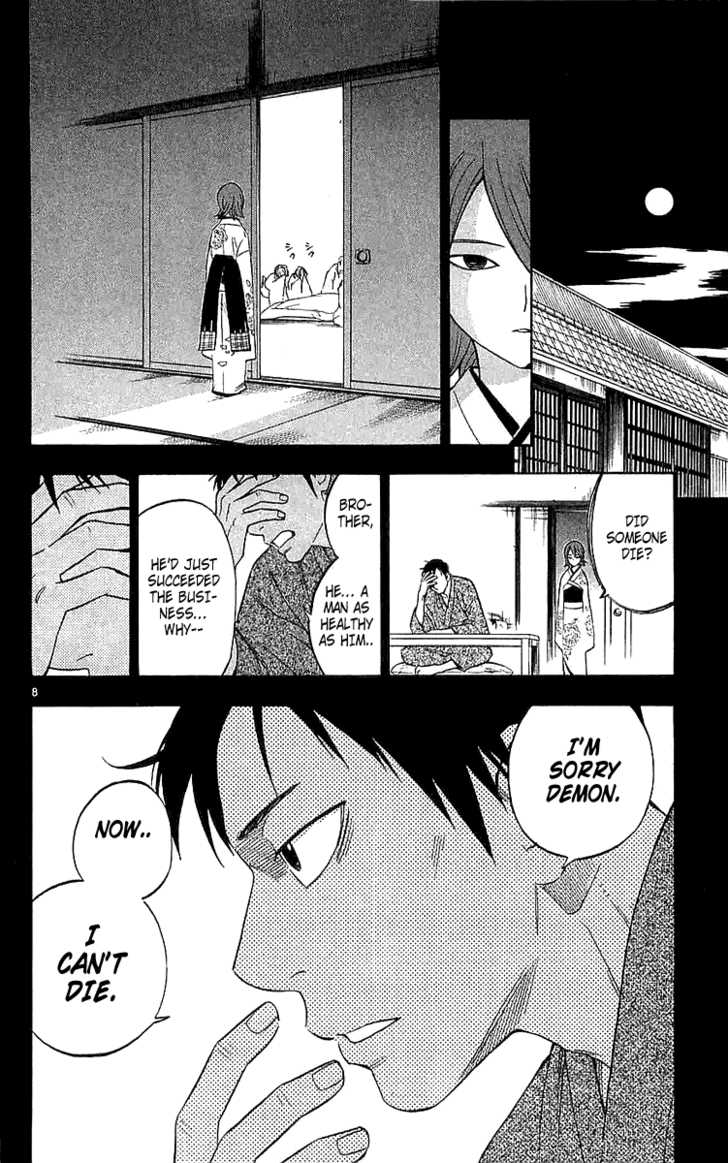 DID
SOMEONE
DIE?
BRO-
THER,
HE... A
MAN AS
HEALTHY
AS HIM..
HE'D JUST
SUCCEEDED
THE BUSI-
NESS...
WHY--
8
I'M
SORRY
DEMON.
NOW..
I
CAN'T
DIE.